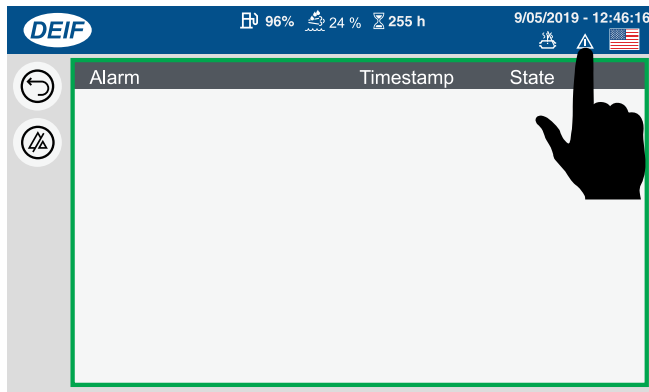 DEIF
96% 24 % 255 h
9/05/2019 - 12:46:16
Alarm Timestamp State